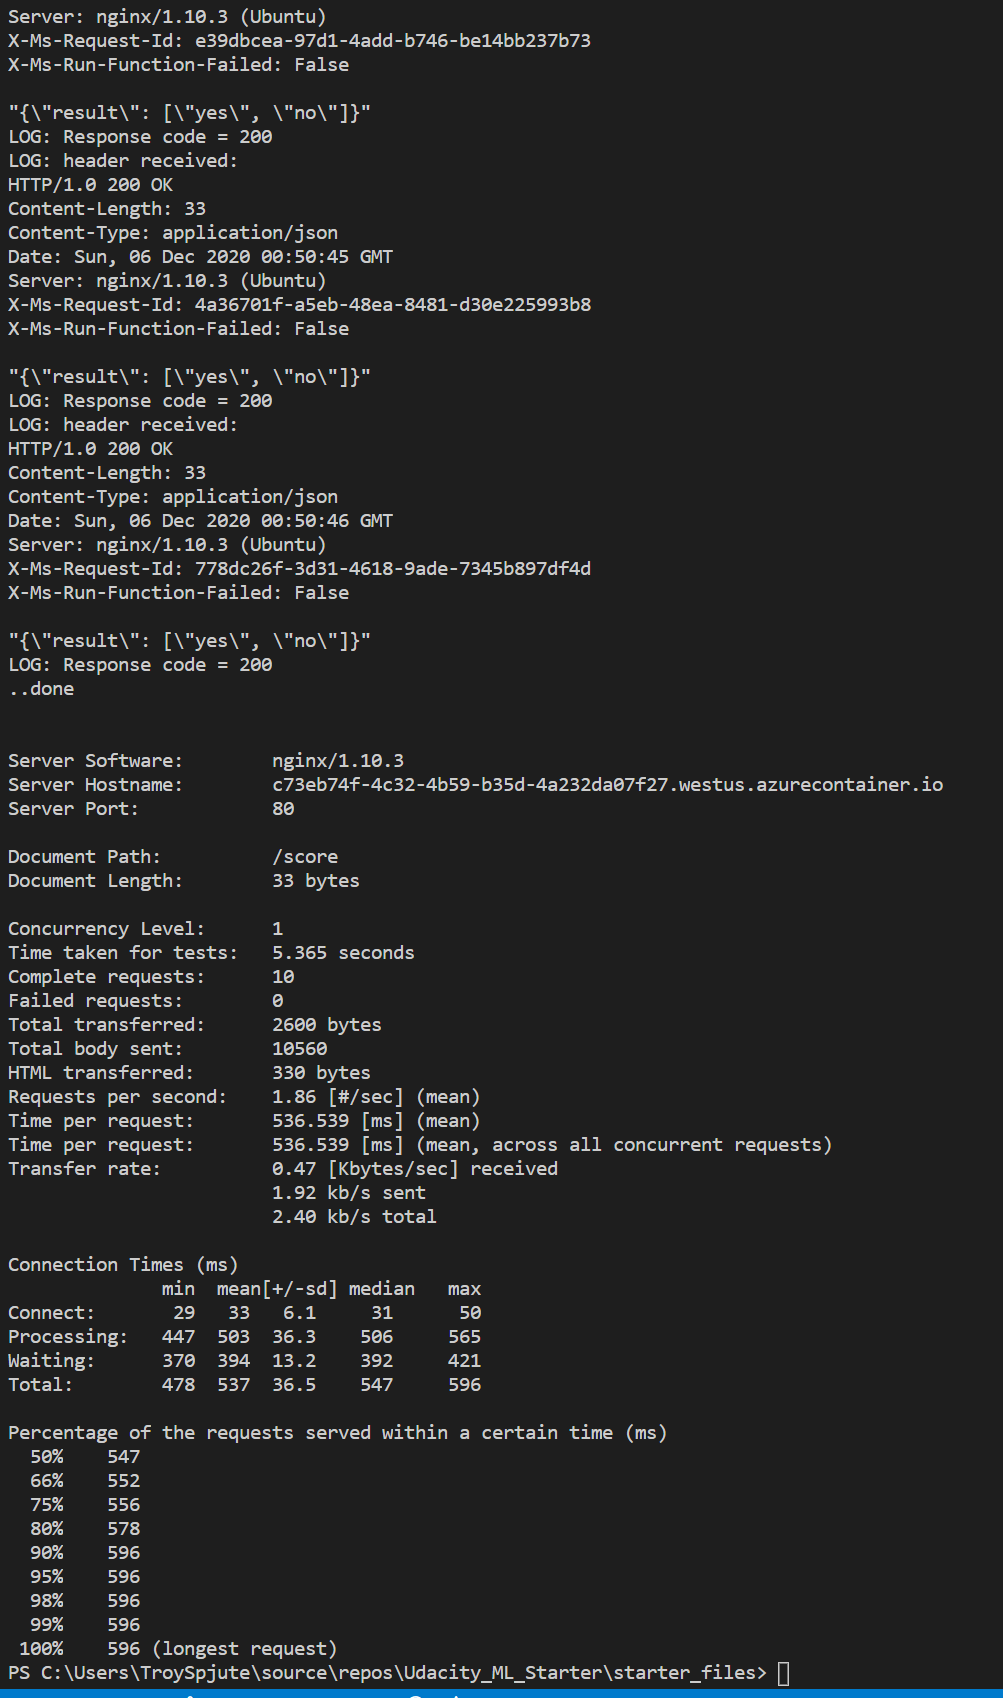 Server: nginx/1.10.3 (Ubuntu)
X-Ms-Request-Id: e39dbcea-97d1-4add-b746-be14bb237b73
X-Ms-Run-Function-Failed: False

"{\"result\": [\"yes\", \"no\"]}"
LOG: Response code = 200
LOG: header received:
HTTP/1.0 200 OK
Content-Length: 33
Content-Type: application/json
Date: Sun, 06 Dec 2020 00:50:45 GMT
Server: nginx/1.10.3 (Ubuntu)
X-Ms-Request-Id: 4a36701f-a5eb-48ea-8481-d30e225993b8
X-Ms-Run-Function-Failed: False

"{\"result\": [\"yes\", \"no\"]}"
LOG: Response code = 200
LOG: header received:
HTTP/1.0 200 OK
Content-Length: 33
Content-Type: application/json
Date: Sun, 06 Dec 2020 00:50:46 GMT
Server: nginx/1.10.3 (Ubuntu)
X-Ms-Request-Id: 778dc26f-3d31-4618-9ade-7345b897df4d
X-Ms-Run-Function-Failed: False

"{\"result\": [\"yes\", \"no\"]}"
LOG: Response code = 200
..done

Server Software:        nginx/1.10.3
Server Hostname:        c73eb74f-4c32-4b59-b35d-4a232da07f27.westus.azurecontainer.io
Server Port:            80

Document Path:          /score
Document Length:        33 bytes

Concurrency Level:      1
Time taken for tests:   5.365 seconds
Complete requests:      10
Failed requests:        0
Total transferred:      2600 bytes
Total body sent:        10560
HTML transferred:       330 bytes
Requests per second:    1.86 [#/sec] (mean)
Time per request:       536.539 [ms] (mean)
Time per request:       536.539 [ms] (mean, across all concurrent requests)
Transfer rate:          0.47 [Kbytes/sec] received
                        1.92 kb/s sent
                        2.40 kb/s total

Connection Times (ms)
              min  mean[+/-sd] median   max
Connect:       29   33   6.1     31      50
Processing:   447  503  36.3    506     565
Waiting:      370  394  13.2    392     421
Total:        478  537  36.5    547     596

Percentage of the requests served within a certain time (ms)
  50%    547
  66%    552
  75%    556
  80%    578
  90%    596
  95%    596
  98%    596
  99%    596
 100%    596 (longest request)
PS C:\Users\TroySpjute\source\repos\Udacity_ML_Starter\starter_files>